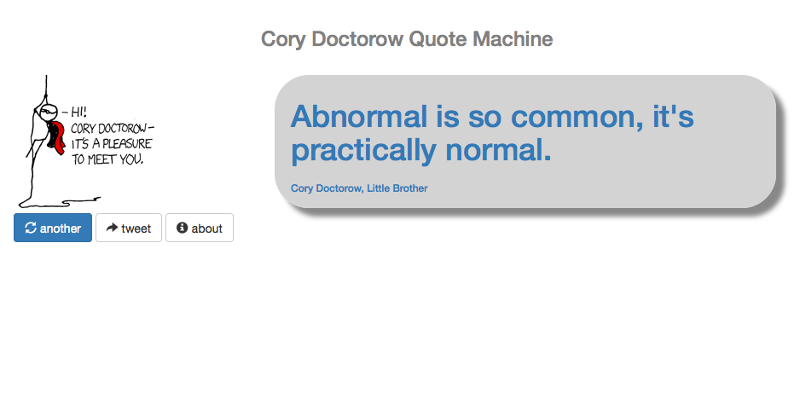 Cory Doctorow Quote Machine
– HI!
CORY DOCTOROW–
IT'S A PLEASURE
TO MEET YOU.
Abnormal is so common, it's
practically normal.
Cory Doctorow, Little Brother
another
tweet
about